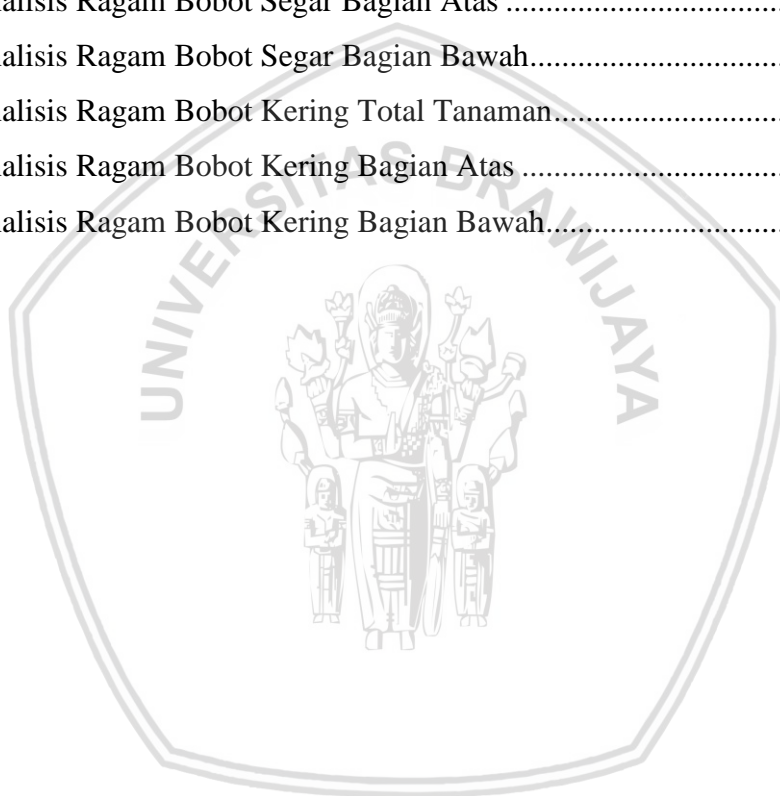 alisis Ragam Bobot Segar Bagian Atas ...................................
alisis Ragam Bobot Segar Bagian Bawah................................
alisis Ragam Bobot Kering Total Tanaman.............................
alisis Ragam Bobot Kering Bagian Atas .................................
alisis Ragam Bobot Kering Bagian Bawah..............................
UNIVERSITAS BRAWIJAYA